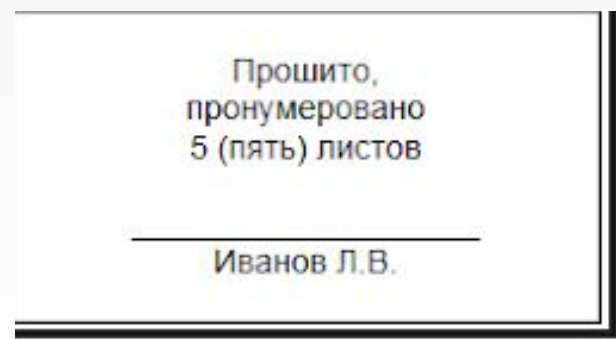 Прошито,
пронумеровано
5 (пять) листов
Иванов Л.В.